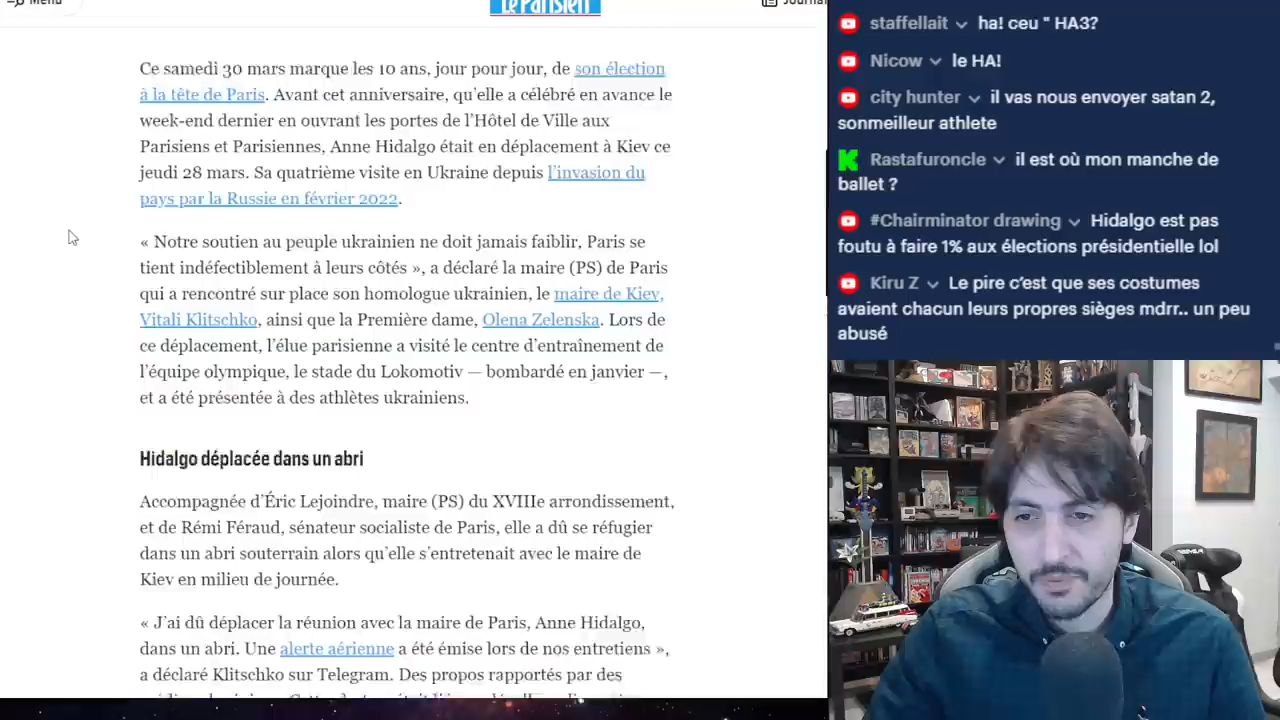 Menu
Le Parisien
Ce samedi 30 mars marque les 10 ans, jour pour jour, de son élection
à la tête de Paris. Avant cet anniversaire, qu'elle a célébré en avance le
week-end dernier en ouvrant les portes de l'Hôtel de Ville aux
Parisiens et Parisiennes, Anne Hidalgo était en déplacement à Kiev ce
jeudi 28 mars. Sa quatrième visite en Ukraine depuis l'invasion du
pays par la Russie en février 2022.
« Notre soutien au peuple ukrainien ne doit jamais faiblir, Paris se
tient indéfectiblement à leurs côtés », a déclaré la maire (PS) de Paris
qui a rencontré sur place son homologue ukrainien, le maire de Kiev,
Vitali Klitschko, ainsi que la Première dame, Olena Zelenska. Lors de
ce déplacement, l'élue parisienne a visité le centre d'entraînement de
l'équipe olympique, le stade du Lokomotiv — bombardé en janvier —,
et a été présentée à des athlètes ukrainiens.
Hidalgo déplacée dans un abri
Accompagnée d'Éric Lejoindre, maire (PS) du XVIIIe arrondissement,
et de Rémi Féraud, sénateur socialiste de Paris, elle a dû se réfugier
dans un abri souterrain alors qu'elle s'entretenait avec le maire de
Kiev en milieu de journée.
« J'ai dû déplacer la réunion avec la maire de Paris, Anne Hidalgo,
dans un abri. Une alerte aérienne a été émise lors de nos entretiens »,
a déclaré Klitschko sur Telegram. Des propos rapportés par des
staffellait ha! ceu " HA3?
Nicow le HA!
city hunter il vas nous envoyer satan 2,
sonmeilleur athlete
Rastafuroncle il est où mon manche de
ballet ?
#Chairminator drawing Hidalgo est pas
foutu à faire 1% aux élections présidentielle lol
Kiru Z Le pire c'est que ses costumes
avaient chacun leurs propres sièges mdrr.. un peu
abusé